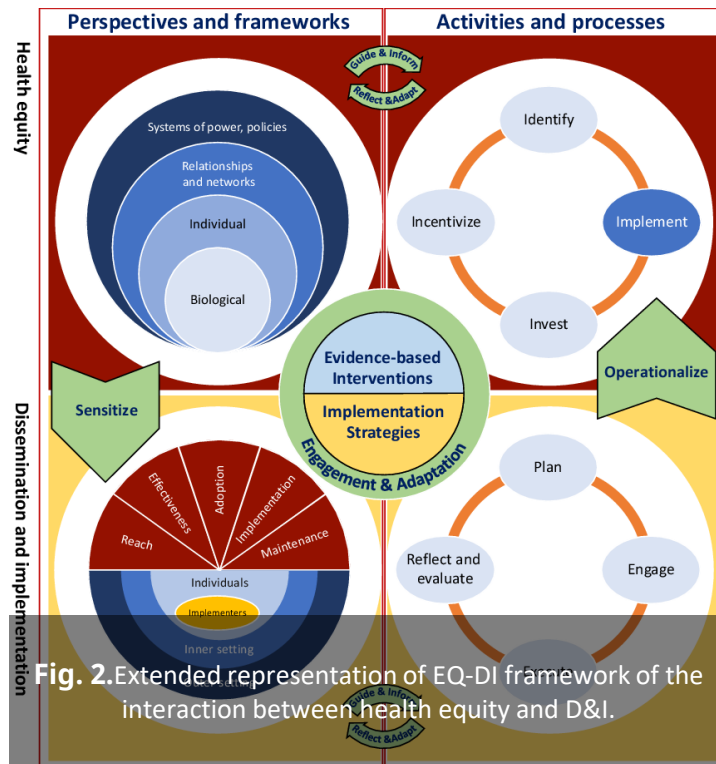 Perspectives and frameworks
Activities and processes
Health equity
Guide & Inform
Reflect &Adapt
Systems of power, policies
Relationships
and networks
Individual
Biological
Identify
Implement
Invest
Incentivize
Evidence-based
Interventions
Implementation
Strategies
Engagement & Adaptation
Sensitize
Operationalize
Dissemination and implementation
Reach
Effectiveness
Adoption
Implementation
Maintenance
Individuals
Implementers
Inner setting
Outer setting
Plan
Engage
Execute
Reflect and
evaluate
Fig. 2.Extended representation of EQ-DI framework of the
interaction between health equity and D&I.
Guide & Inform
Reflect &Adapt